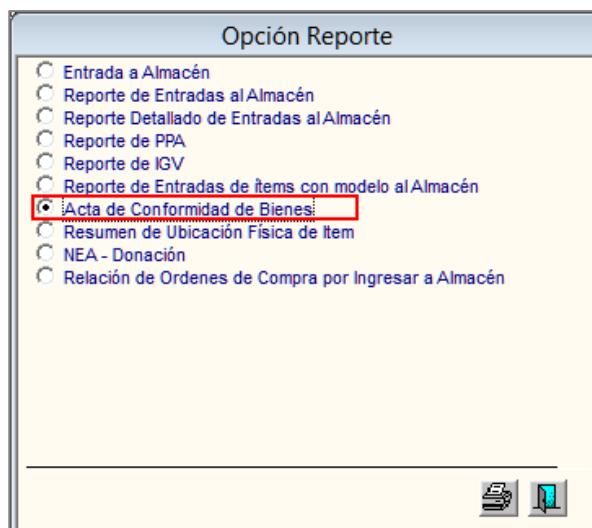 Opción Reporte
Entrada a Almacén
Reporte de Entradas al Almacén
Reporte Detallado de Entradas al Almacén
Reporte de PPA
Reporte de IGV
Reporte de Entradas de ítems con modelo al Almacén
Acta de Conformidad de Bienes
Resumen de Ubicación Física de Item
NEA - Donación
Relación de Ordenes de Compra por Ingresar a Almacén